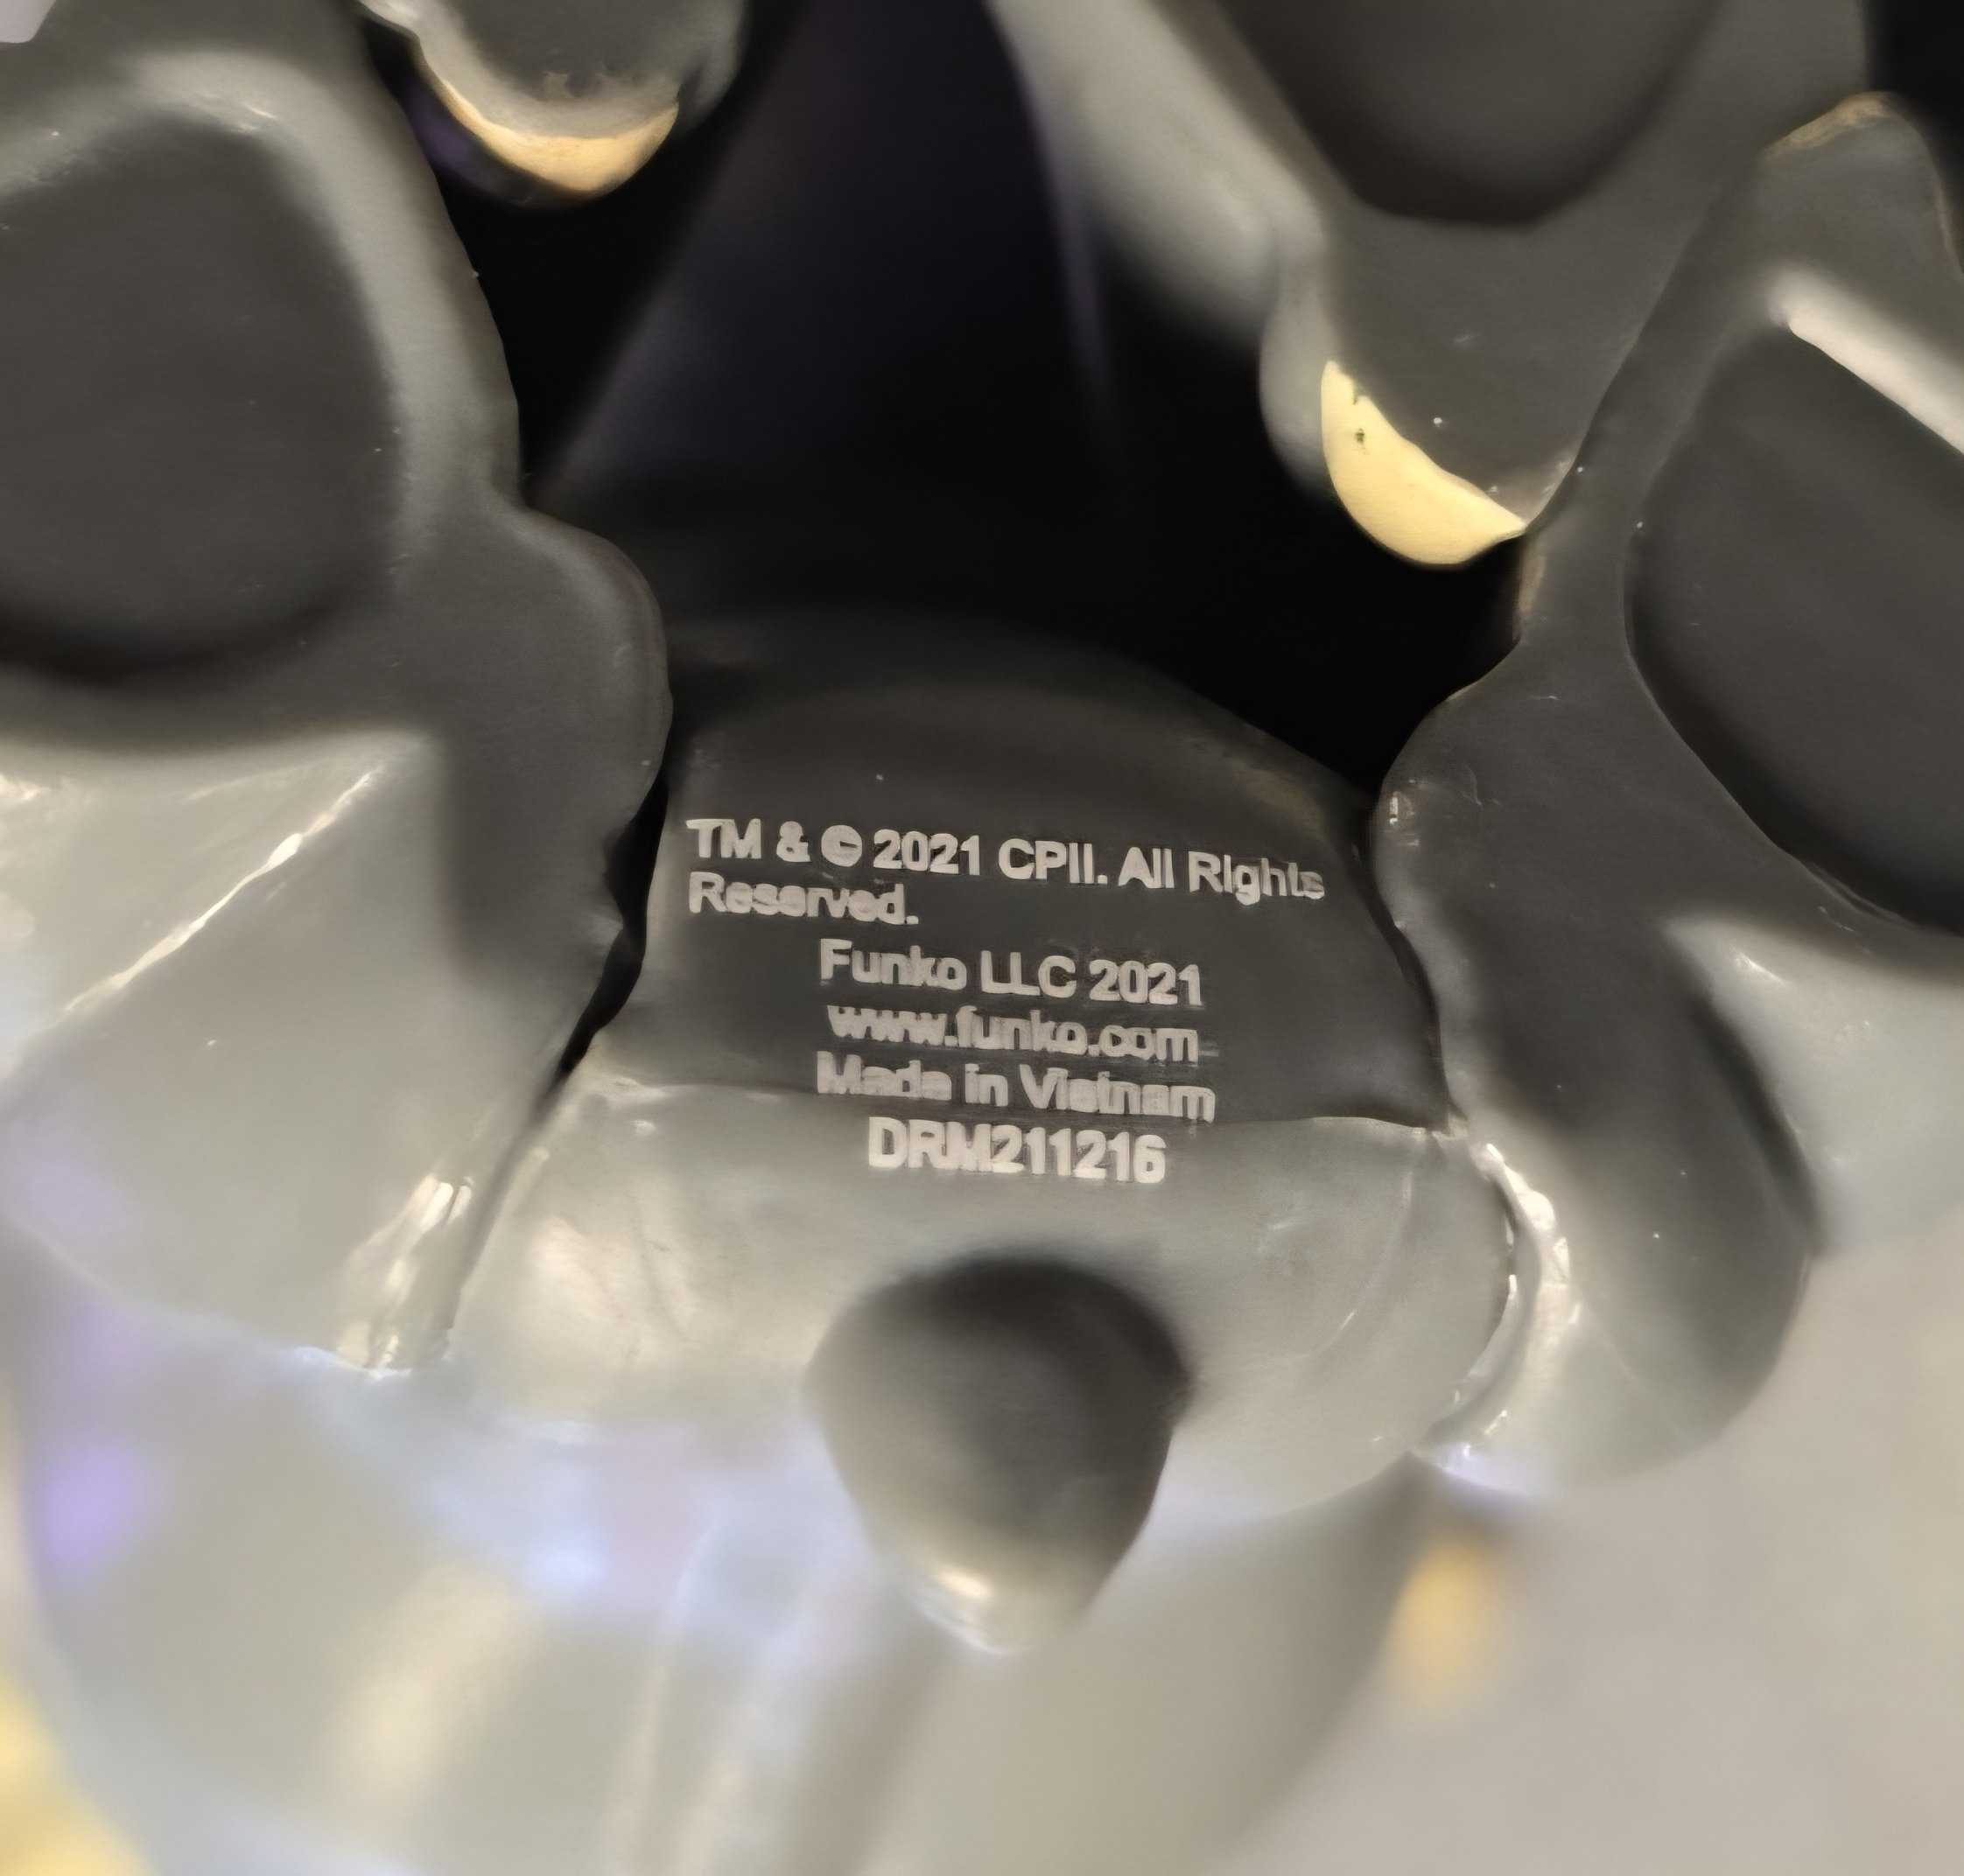 TM & © 2021 CPII. All Rights
Reserved.
Funko LLC 2021
www.funko.com
Made in Vietnam
DRM211216